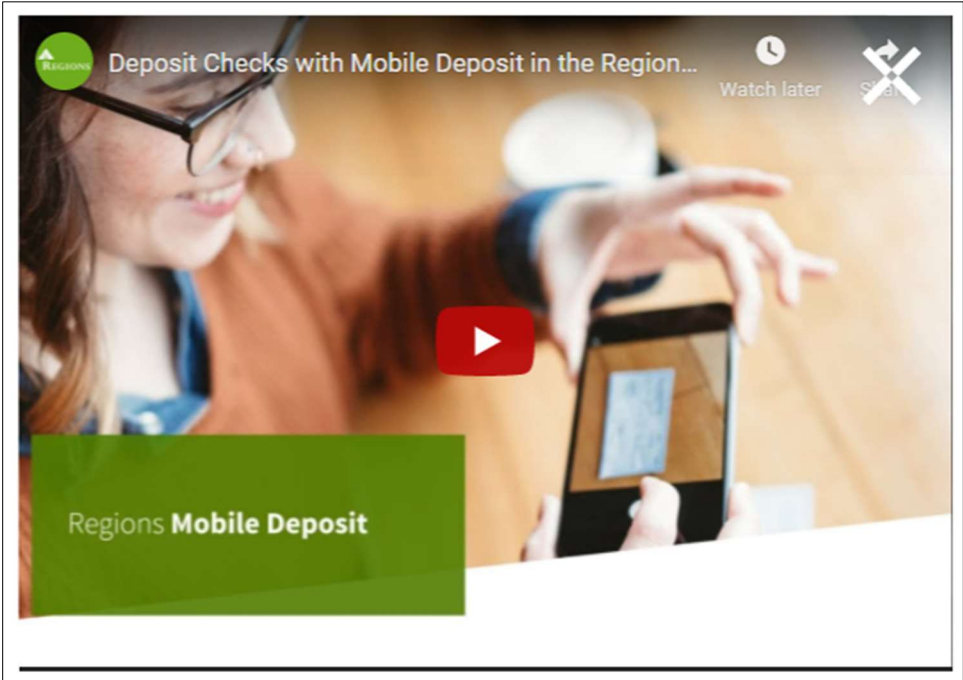 REGIONS
Deposit Checks with Mobile Deposit in the Region...
Watch later
Regions Mobile Deposit